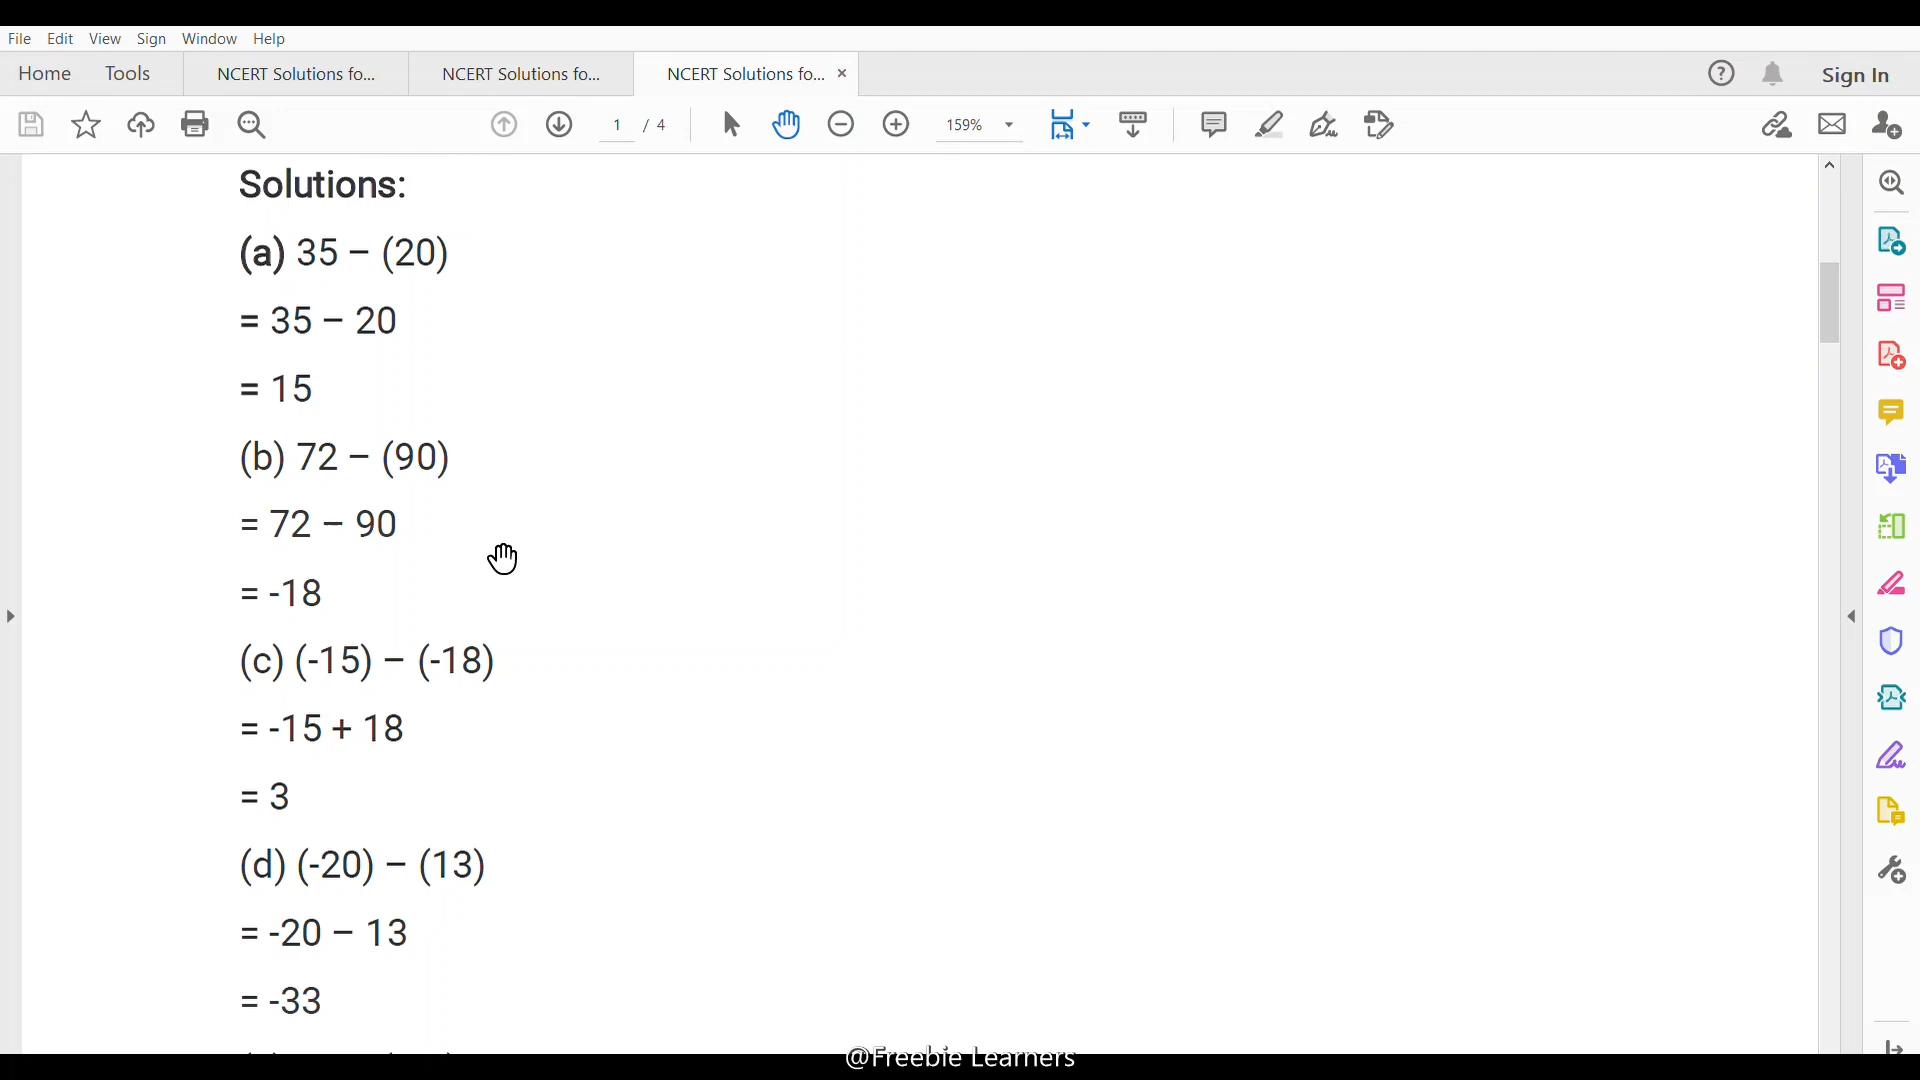 File Edit View Sign Window Help
Home Tools NCERT Solutions fo... NCERT Solutions fo... NCERT Solutions fo... × Sign In
1 / 4 159%
Solutions:
(a) 35 – (20)
= 35 – 20
= 15
(b) 72 – (90)
= 72 – 90
= -18
(c) (-15) – (-18)
= -15 + 18
= 3
(d) (-20) – (13)
= -20 – 13
= -33
@Freebie Learners